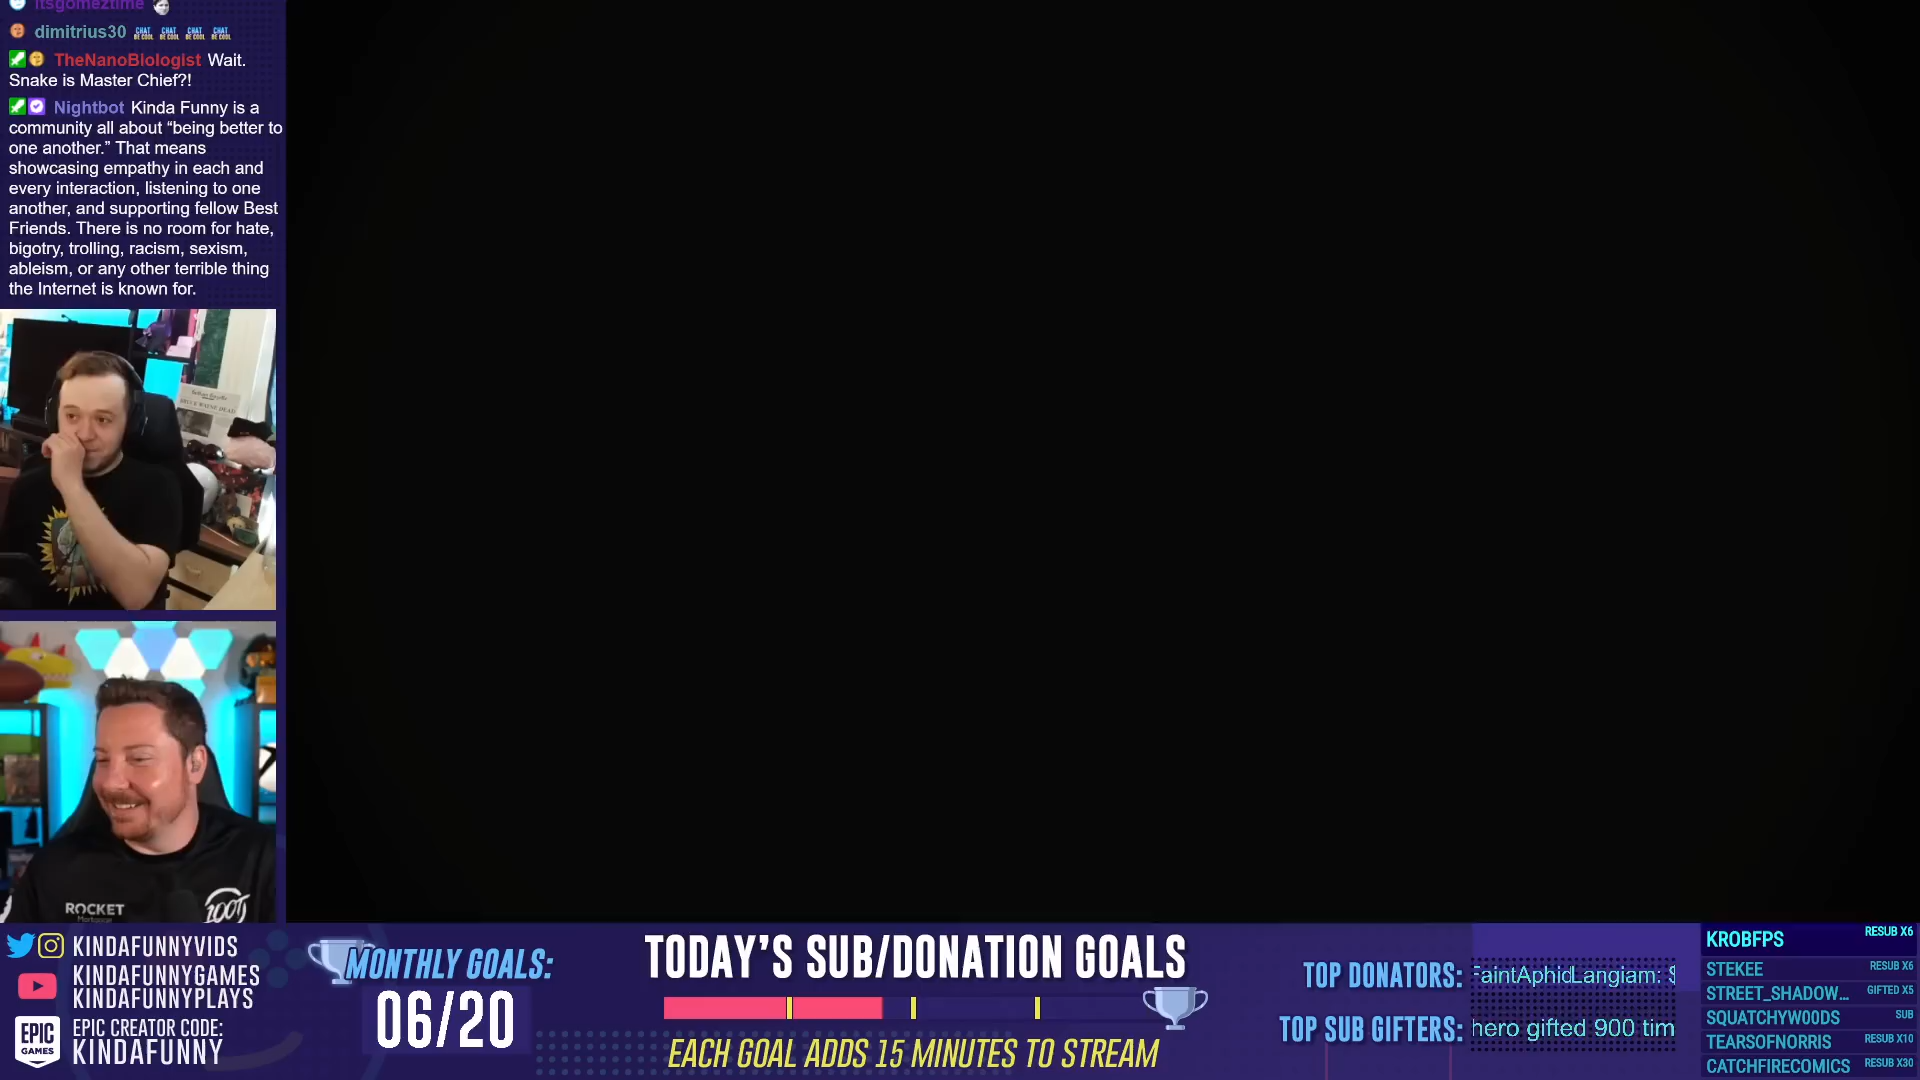 itsgomeztime
dimitrius30
TheNanoBiologist Wait.
Snake is Master Chief?!
Nightbot Kinda Funny is a
community all about “being better to
one another.” That means
showcasing empathy in each and
every interaction, listening to one
another, and supporting fellow Best
Friends. There is no room for hate,
bigotry, trolling, racism, sexism,
ableism, or any other terrible thing
the Internet is known for.
ROCKET
Mortgage
100T
KINDAFUNNYVIDS
KINDAFUNNYGAMES
KINDAFUNNYPLAYS
EPIC
GAMES
EPIC CREATOR CODE:
KINDAFUNNY
MONTHLY GOALS:
06/20
TODAY'S SUB/DONATION GOALS
EACH GOAL ADDS 15 MINUTES TO STREAM
TOP DONATORS: FaintAphidLangiam: $
TOP SUB GIFTERS: hero gifted 900 tim
KROBFPS RESUB X6
STEKEE RESUB X6
STREET_SHADOW... GIFTED X5
SQUATCHYW00DS SUB
TEARSOFNORRIS RESUB X10
CATCHFIRECOMICS RESUB X30